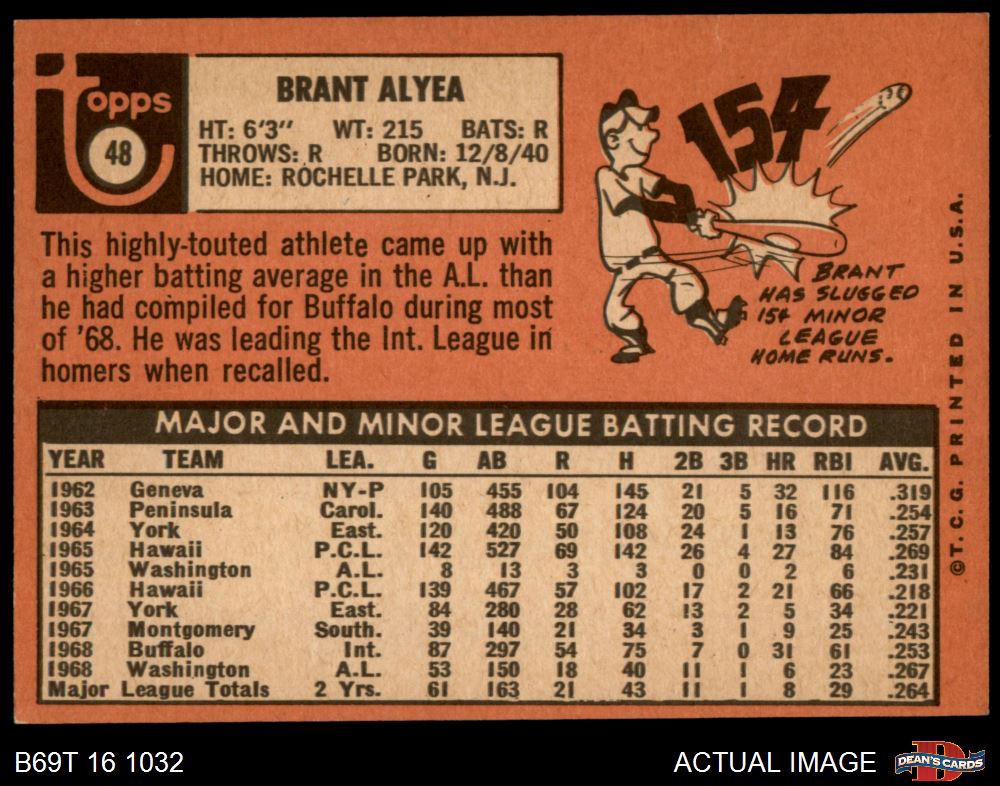 Topps
48
BRANT ALYEA
HT: 6'3" WT: 215 BATS: R
THROWS: R BORN: 12/8/40
HOME: ROCHELLE PARK, N.J.
This highly-touted athlete came up with
a higher batting average in the A.L. than
he had compiled for Buffalo during most
of '68. He was leading the Int. League in
homers when recalled.
154
BRANT
HAS SLUGGED
154 MINOR
LEAGUE
HOME RUNS.
MAJOR AND MINOR LEAGUE BATTING RECORD
YEAR TEAM LEA. G AB R H 2B 3B HR RBI AVG.
1962 Geneva NY-P 105 455 104 145 21 5 32 116 .319
1963 Peninsula Carol. 140 488 67 124 20 5 16 71 .254
1964 York East. 120 420 50 108 24 1 13 76 .257
1965 Hawaii P.C.L. 142 527 69 142 26 4 27 84 .269
1965 Washington A.L. 8 13 3 3 0 0 2 6 .231
1966 Hawaii P.C.L. 139 467 57 102 17 2 21 66 .218
1967 York East. 84 280 28 62 13 2 5 34 .221
1967 Montgomery South. 39 140 21 34 3 1 9 25 .243
1968 Buffalo Int. 87 297 54 75 7 0 31 61 .253
1968 Washington A.L. 53 150 18 40 11 1 6 23 .267
Major League Totals 2 Yrs. 61 163 21 43 11 1 8 29 .264
©T. C. G. PRINTED IN U.S.A.
B69T 16 1032
ACTUAL IMAGE
D
DEAN'S CARDS